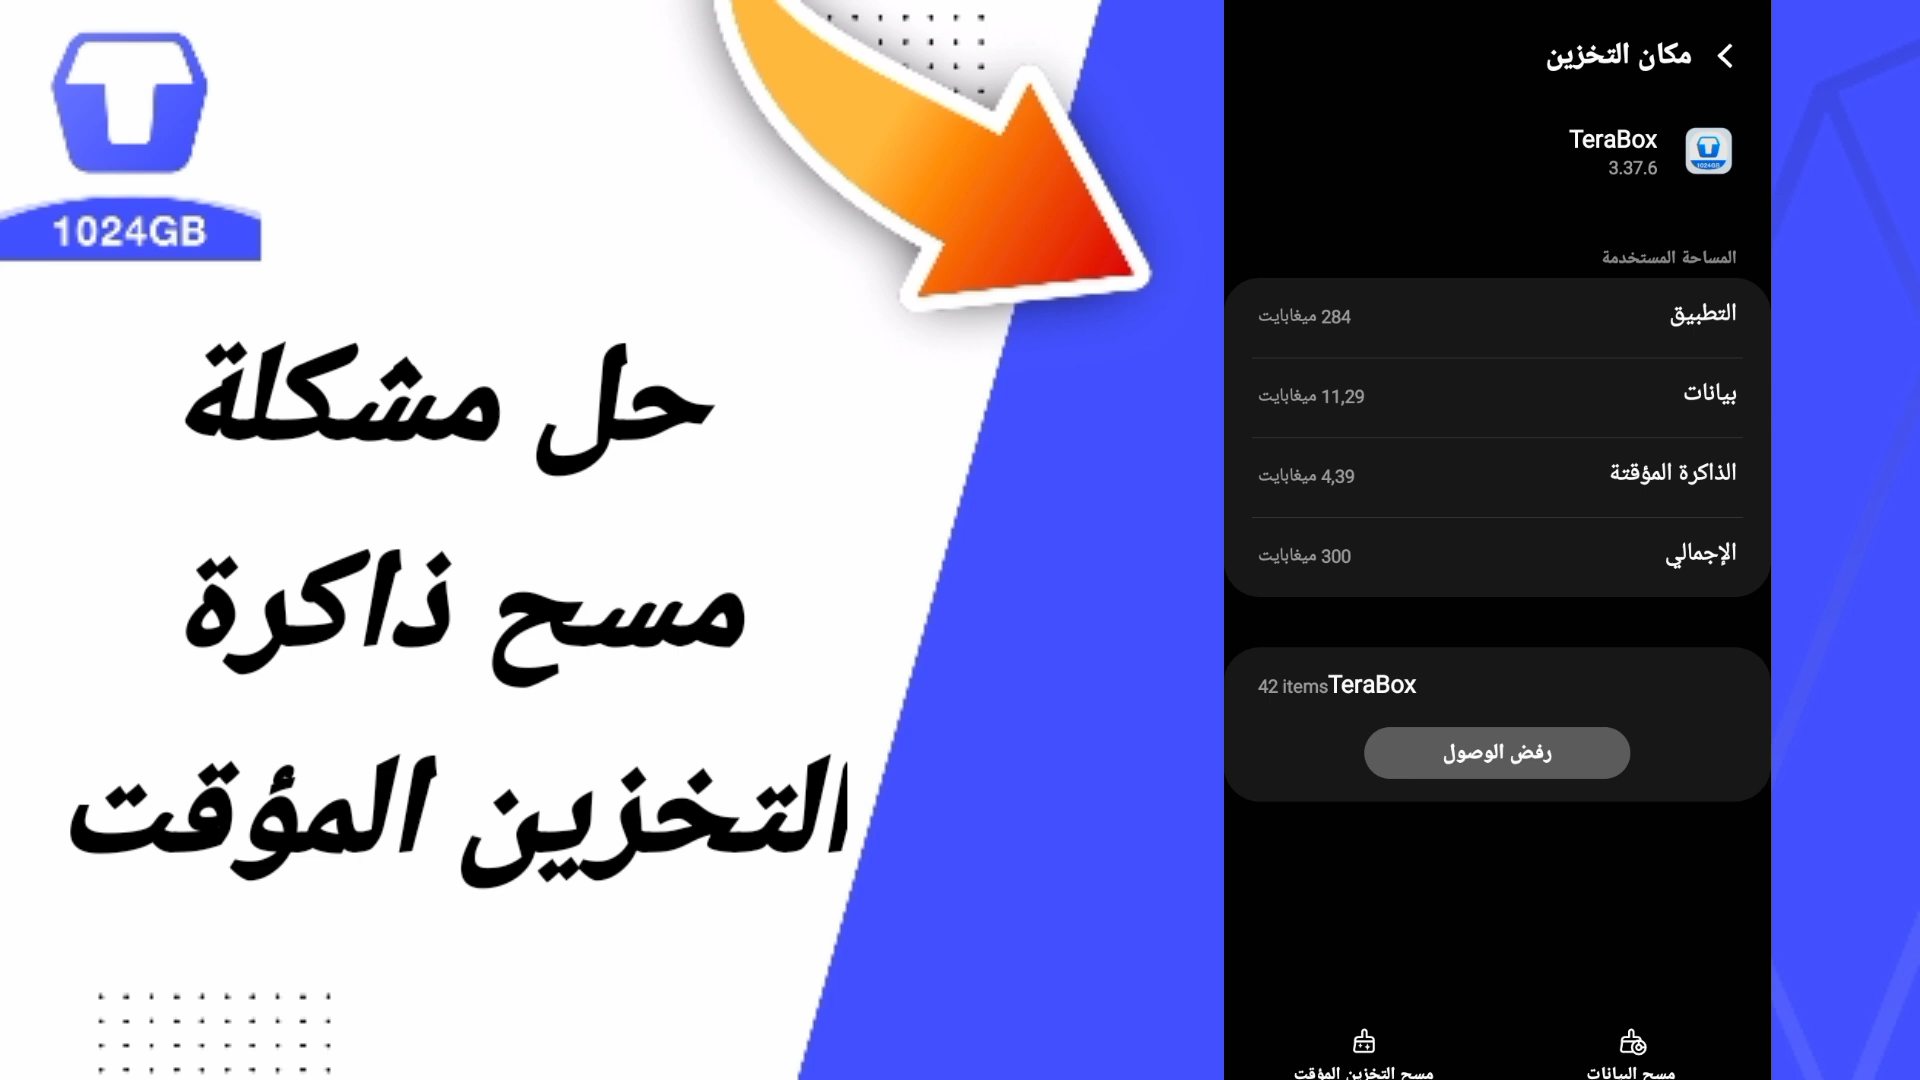 1024GB
حل مشكلة
مسح ذاكرة
التخزين المؤقت
مكان التخزين
TeraBox
3.37.6
1024GB
المساحة المستخدمة
التطبيق 284 ميغابايت
بيانات 11,29 ميغابايت
الذاكرة المؤقتة 4,39 ميغابايت
الإجمالي 300 ميغابايت
42 itemsTeraBox
رفض الوصول
مسح البيانات مسح التخزين المؤقت